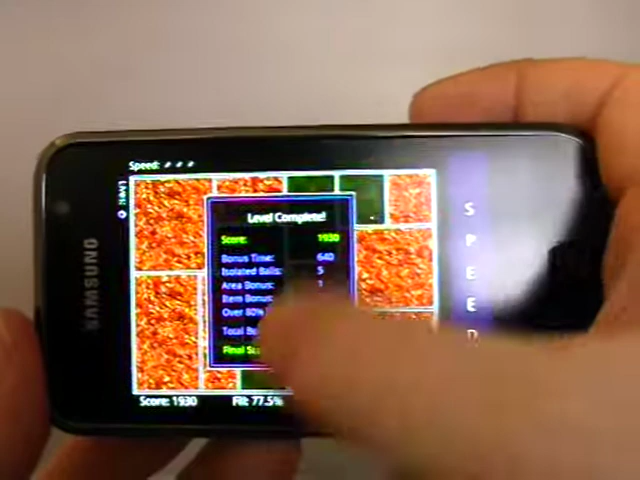 Speed:
Level Complete!
Score: 1930
Bonus Time: 640
Isolated Balls: 5
Area Bonus: 1
Item Bonus:
Over 80%
Total
Final
Score: 1930 Fill: 77.5%
S
P
E
E
D
SAMSUNG